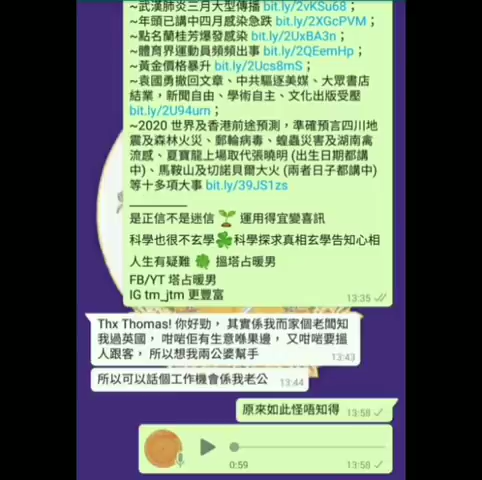 ~武漢肺炎三月大型傳播 bit.ly/2vKSu68；
~年頭已講中四月感染急跌 bit.ly/2XGcPVM；
~點名蘭桂芳爆發感染 bit.ly/2UxBA3n；
~體育界運動員頻頻出事 bit.ly/2QEemHp；
~黃金價格暴升 bit.ly/2Ucs8mS；
~袁國勇撤回文章、中共驅逐美媒、大眾書店
結業，新聞自由、學術自主、文化出版受壓
bit.ly/2U94urn；
~2020 世界及香港前途預測，準確預言四川地
震及森林火災、郵輪病毒、蝗蟲災害及湖南禽
流感、夏寶龍上場取代張曉明 (出生日期都講
中)、馬鞍山及切諾貝爾大火 (兩者日子都講中)
等十多項大事 bit.ly/39JS1zs
是正信不是迷信 🌱 運用得宜變喜訊
科學也很不玄學🍀科學探求真相玄學告知心相
人生有疑難 🍀 搵塔占暖男
FB/YT 塔占暖男
IG tm_jtm 更豐富
13:35
Thx Thomas! 你好勁， 其實係我而家個老闆知
我過英國， 咁啱佢有生意喺果邊， 又咁啱要搵
人跟客， 所以想我兩公婆幫手
13:43
所以可以話個工作機會係我老公
13:44
原來如此怪唔知得
13:58
0:59
13:58